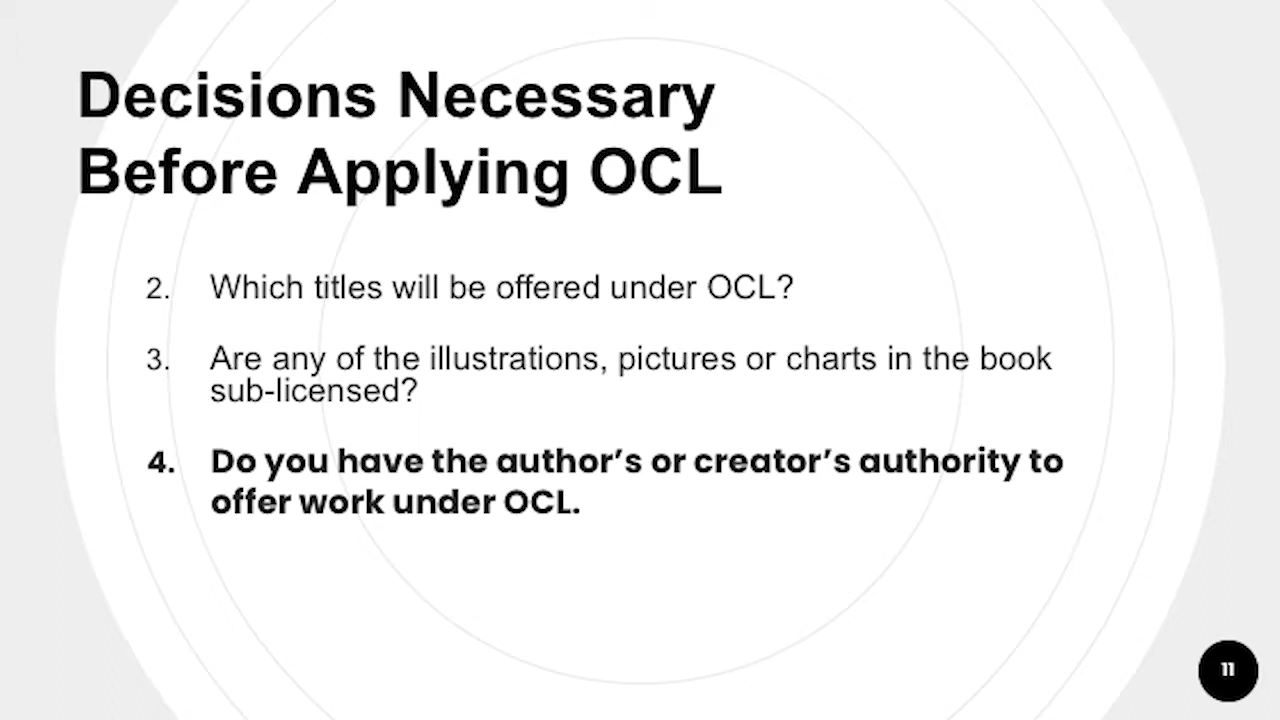 Decisions Necessary
Before Applying OCL
2. Which titles will be offered under OCL?
3. Are any of the illustrations, pictures or charts in the book
sub-licensed?
4. Do you have the author’s or creator’s authority to
offer work under OCL.
11